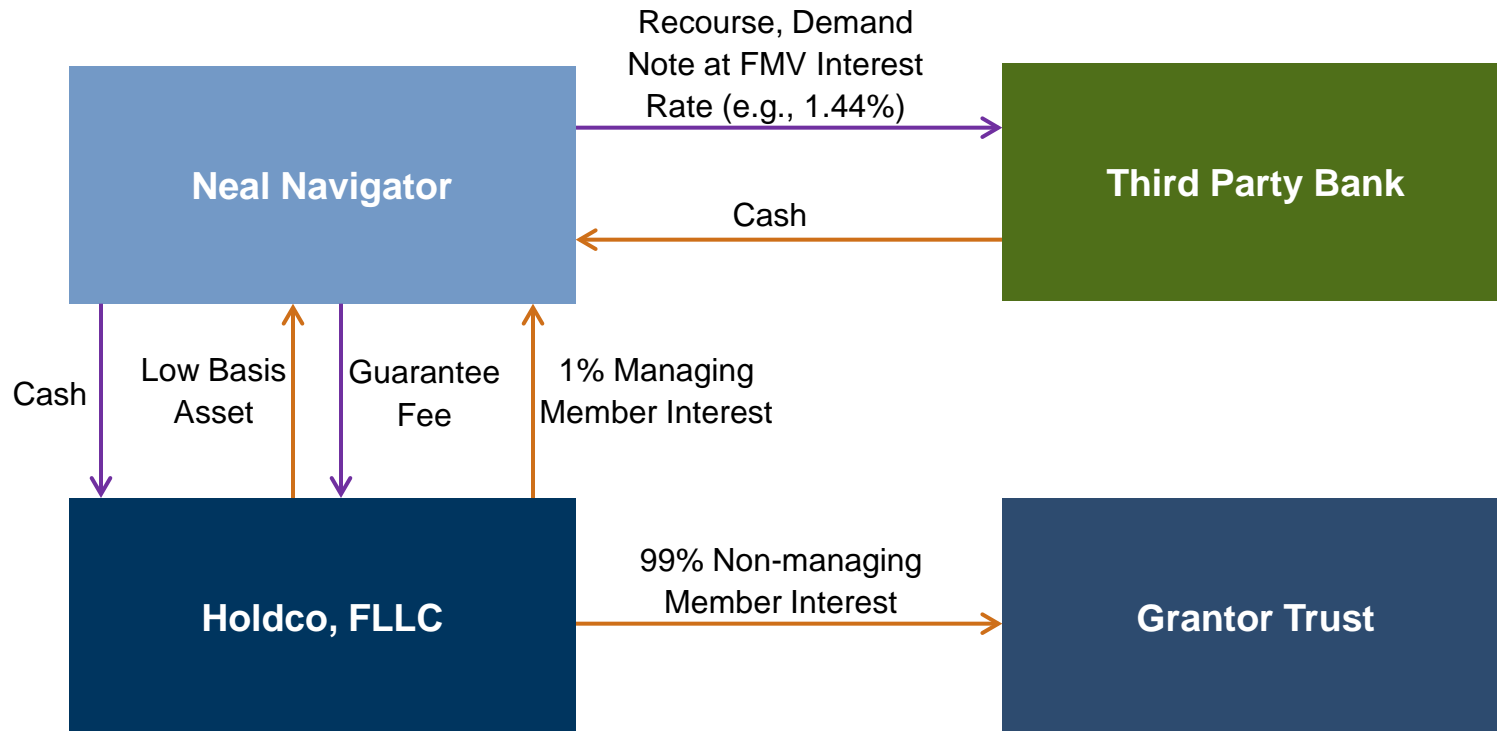 Recourse, Demand
Note at FMV Interest
Rate (e.g., 1.44%)
Neal Navigator
Third Party Bank
Cash
Cash
Low Basis
Asset
Guarantee
Fee
1% Managing
Member Interest
Holdco, FLLC
99% Non-managing
Member Interest
Grantor Trust